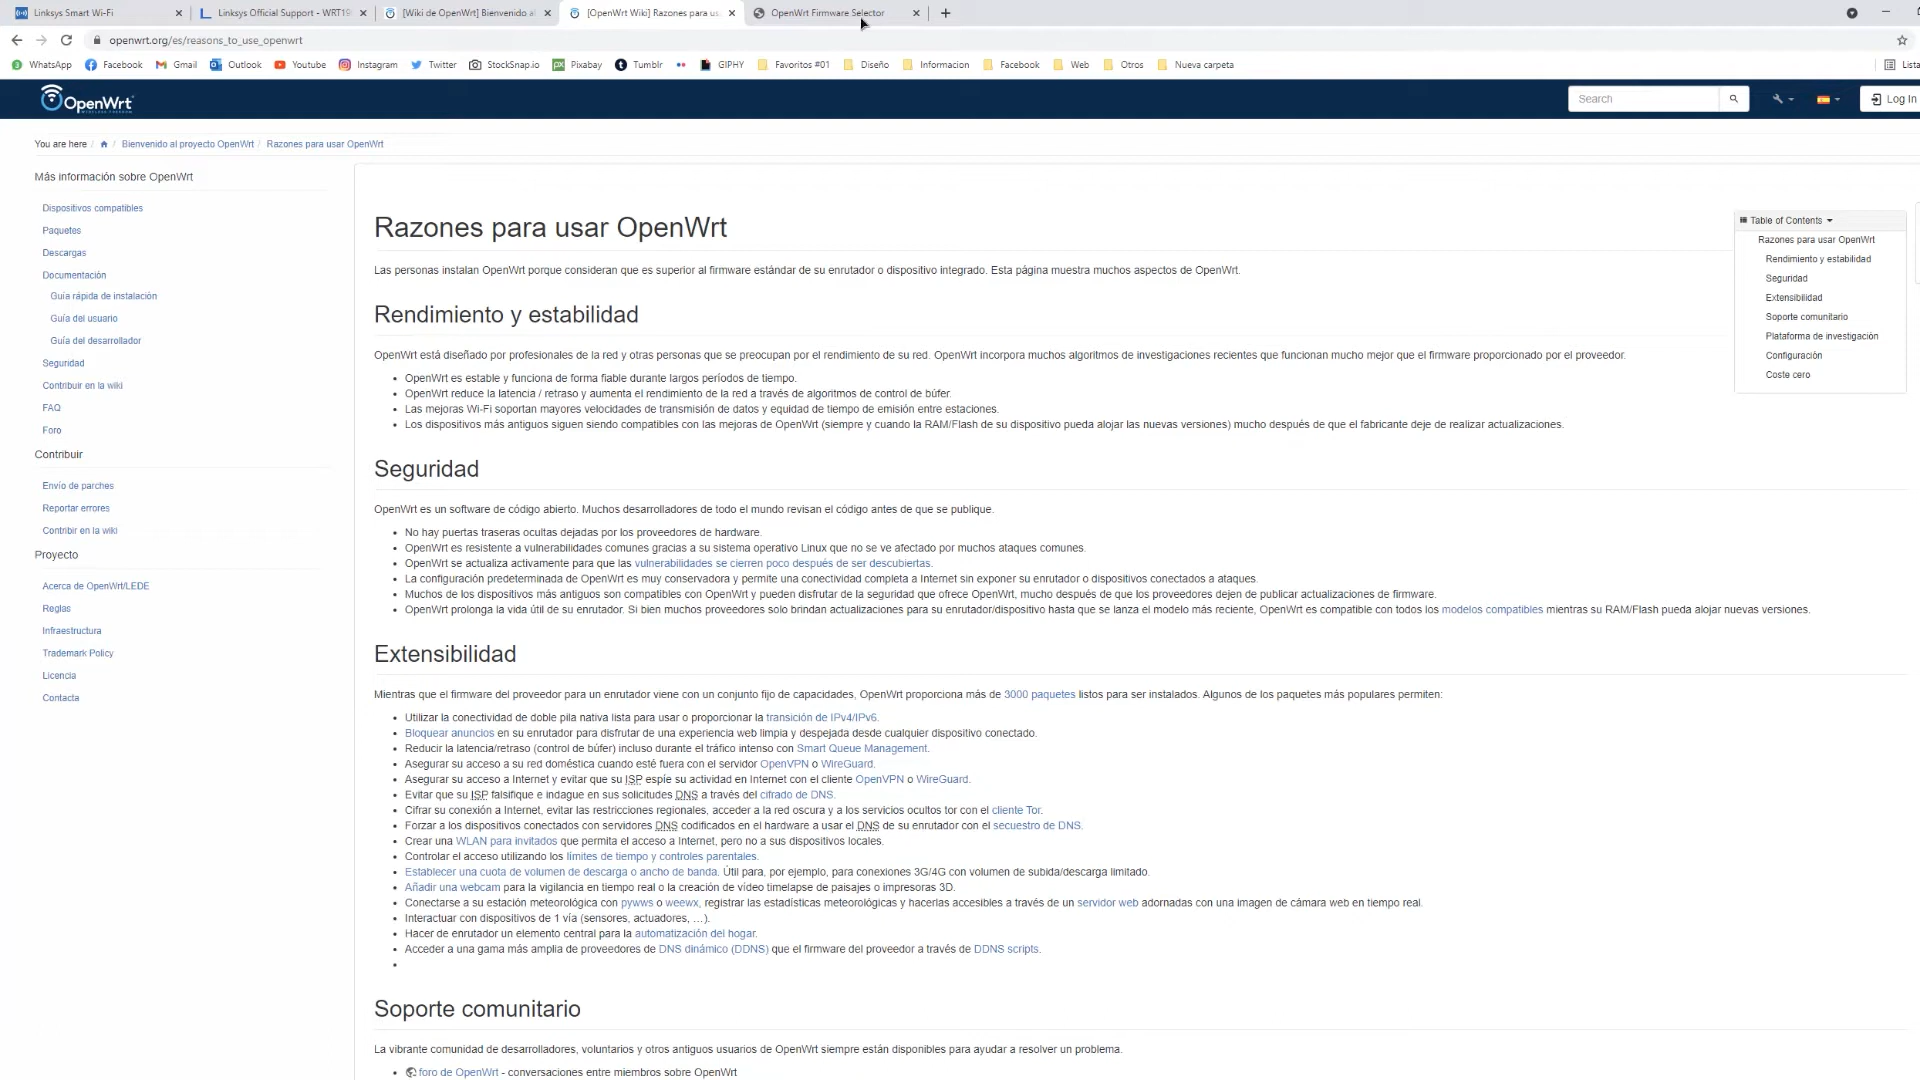 Linksys Smart Wi-Fi
Linksys Official Support - WRT19
[Wiki de OpenWrt] Bienvenido al
[OpenWrt Wiki] Razones para us
OpenWrt Firmware Selector
openwrt.org/es/reasons_to_use_openwrt
WhatsApp Facebook Gmail Outlook Youtube Instagram Twitter StockSnap.io Pixabay Tumblr GIPHY Favoritos #01 Diseño Informacion Facebook Web Otros Nueva carpeta Lista
OpenWrt
WIRELESS FREEDOM
Search
Log In
You are here / / Bienvenido al proyecto OpenWrt / Razones para usar OpenWrt
Más información sobre OpenWrt
Dispositivos compatibles
Paquetes
Descargas
Documentación
Guía rápida de instalación
Guía del usuario
Guía del desarrollador
Seguridad
Contribuir en la wiki
FAQ
Foro
Contribuir
Envío de parches
Reportar errores
Contribir en la wiki
Proyecto
Acerca de OpenWrt/LEDE
Reglas
Infraestructura
Trademark Policy
Licencia
Contacta
Razones para usar OpenWrt
Las personas instalan OpenWrt porque consideran que es superior al firmware estándar de su enrutador o dispositivo integrado. Esta página muestra muchos aspectos de OpenWrt.
Rendimiento y estabilidad
OpenWrt está diseñado por profesionales de la red y otras personas que se preocupan por el rendimiento de su red. OpenWrt incorpora muchos algoritmos de investigaciones recientes que funcionan mucho mejor que el firmware proporcionado por el proveedor.
• OpenWrt es estable y funciona de forma fiable durante largos períodos de tiempo.
• OpenWrt reduce la latencia / retraso y aumenta el rendimiento de la red a través de algoritmos de control de búfer.
• Las mejoras Wi-Fi soportan mayores velocidades de transmisión de datos y equidad de tiempo de emisión entre estaciones.
• Los dispositivos más antiguos siguen siendo compatibles con las mejoras de OpenWrt (siempre y cuando la RAM/Flash de su dispositivo pueda alojar las nuevas versiones) mucho después de que el fabricante deje de realizar actualizaciones.
Seguridad
OpenWrt es un software de código abierto. Muchos desarrolladores de todo el mundo revisan el código antes de que se publique.
• No hay puertas traseras ocultas dejadas por los proveedores de hardware.
• OpenWrt es resistente a vulnerabilidades comunes gracias a su sistema operativo Linux que no se ve afectado por muchos ataques comunes.
• OpenWrt se actualiza activamente para que las vulnerabilidades se cierren poco después de ser descubiertas.
• La configuración predeterminada de OpenWrt es muy conservadora y permite una conectividad completa a Internet sin exponer su enrutador o dispositivos conectados a ataques.
• Muchos de los dispositivos más antiguos son compatibles con OpenWrt y pueden disfrutar de la seguridad que ofrece OpenWrt, mucho después de que los proveedores dejen de publicar actualizaciones de firmware.
• OpenWrt prolonga la vida útil de su enrutador. Si bien muchos proveedores solo brindan actualizaciones para su enrutador/dispositivo hasta que se lanza el modelo más reciente, OpenWrt es compatible con todos los modelos compatibles mientras su RAM/Flash pueda alojar nuevas versiones.
Extensibilidad
Mientras que el firmware del proveedor para un enrutador viene con un conjunto fijo de capacidades, OpenWrt proporciona más de 3000 paquetes listos para ser instalados. Algunos de los paquetes más populares permiten:
• Utilizar la conectividad de doble pila nativa lista para usar o proporcionar la transición de IPv4/IPv6.
• Bloquear anuncios en su enrutador para disfrutar de una experiencia web limpia y despejada desde cualquier dispositivo conectado.
• Reducir la latencia/retraso (control de búfer) incluso durante el tráfico intenso con Smart Queue Management.
• Asegurar su acceso a su red doméstica cuando esté fuera con el servidor OpenVPN o WireGuard.
• Asegurar su acceso a Internet y evitar que su ISP espíe su actividad en Internet con el cliente OpenVPN o WireGuard.
• Evitar que su ISP falsifique e indague en sus solicitudes DNS a través del cifrado de DNS.
• Cifrar su conexión a Internet, evitar las restricciones regionales, acceder a la red oscura y a los servicios ocultos tor con el cliente Tor.
• Forzar a los dispositivos conectados con servidores DNS codificados en el hardware a usar el DNS de su enrutador con el secuestro de DNS.
• Crear una WLAN para invitados que permita el acceso a Internet, pero no a sus dispositivos locales.
• Controlar el acceso utilizando los límites de tiempo y controles parentales.
• Establecer una cuota de volumen de descarga o ancho de banda. Útil para, por ejemplo, para conexiones 3G/4G con volumen de subida/descarga limitado.
• Añadir una webcam para la vigilancia en tiempo real o la creación de vídeo timelapse de paisajes o impresoras 3D.
• Conectarse a su estación meteorológica con pywws o weewx, registrar las estadísticas meteorológicas y hacerlas accesibles a través de un servidor web adornadas con una imagen de cámara web en tiempo real.
• Interactuar con dispositivos de 1 vía (sensores, actuadores, ...).
• Hacer de enrutador un elemento central para la automatización del hogar.
• Acceder a una gama más amplia de proveedores de DNS dinámico (DDNS) que el firmware del proveedor a través de DDNS scripts.
•
Soporte comunitario
La vibrante comunidad de desarrolladores, voluntarios y otros antiguos usuarios de OpenWrt siempre están disponibles para ayudar a resolver un problema.
• foro de OpenWrt - conversaciones entre miembros sobre OpenWrt
Table of Contents
Razones para usar OpenWrt
Rendimiento y estabilidad
Seguridad
Extensibilidad
Soporte comunitario
Plataforma de investigación
Configuración
Coste cero